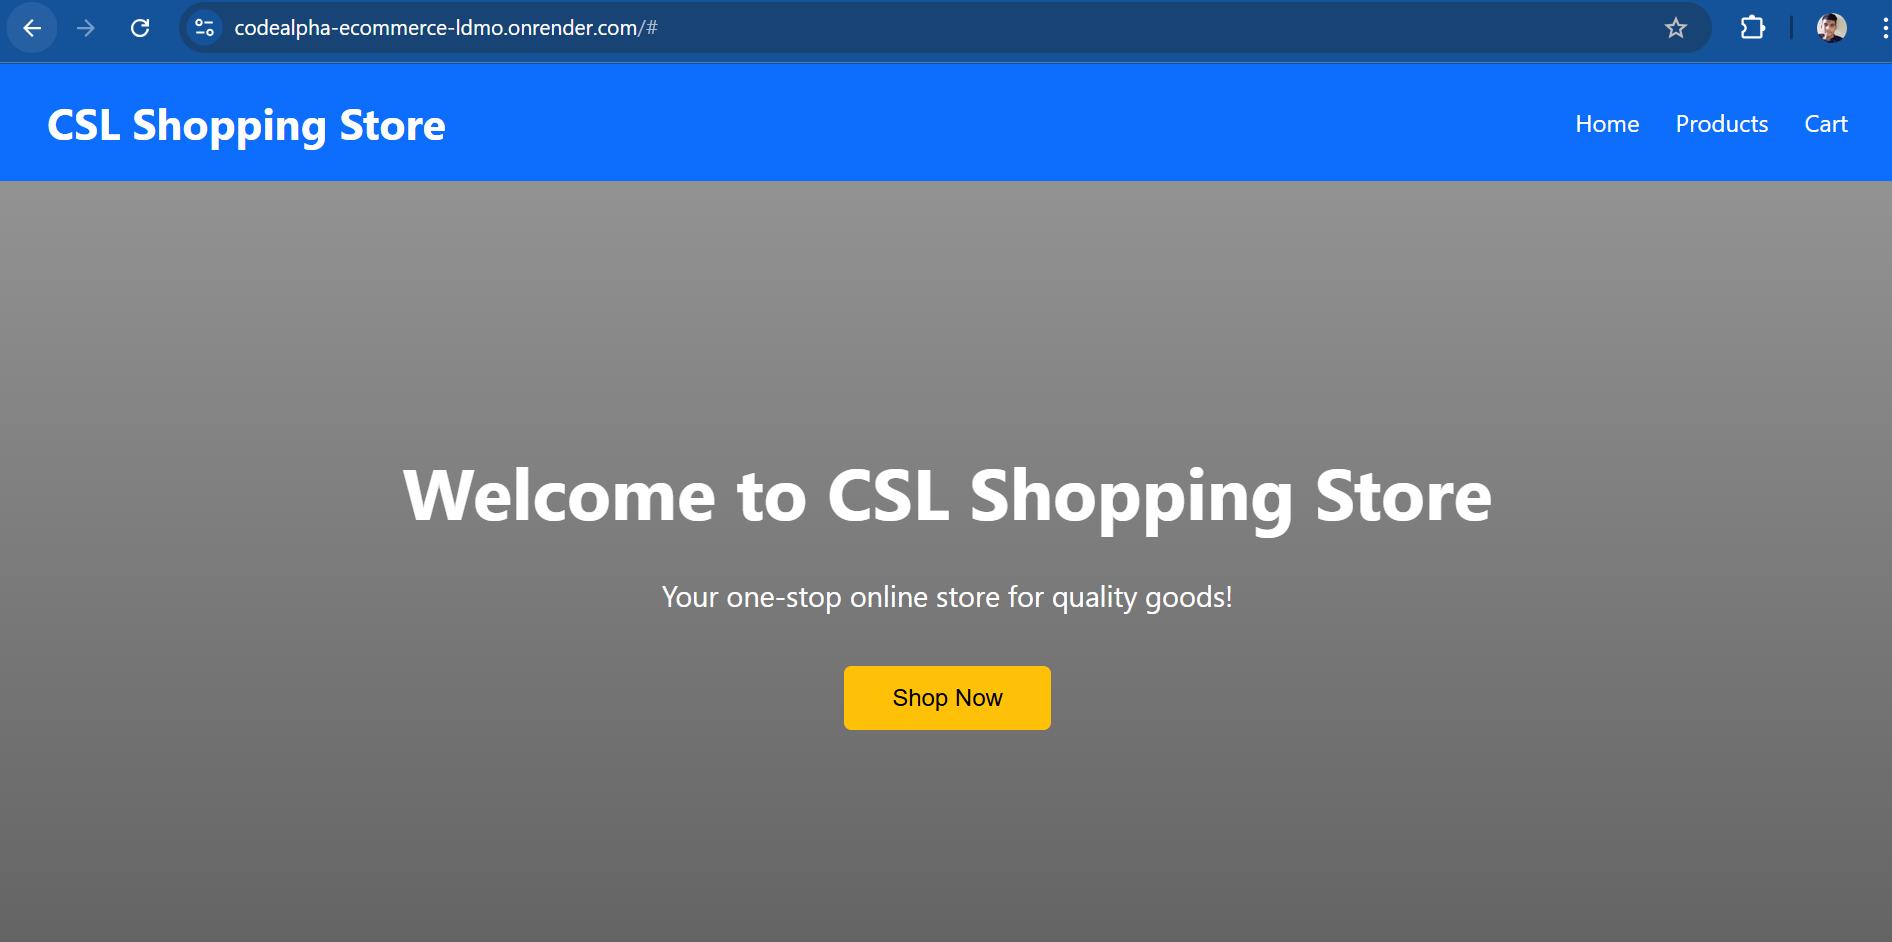 codealpha-ecommerce-ldmo.onrender.com/#
CSL Shopping Store
Home Products Cart
Welcome to CSL Shopping Store
Your one-stop online store for quality goods!
Shop Now